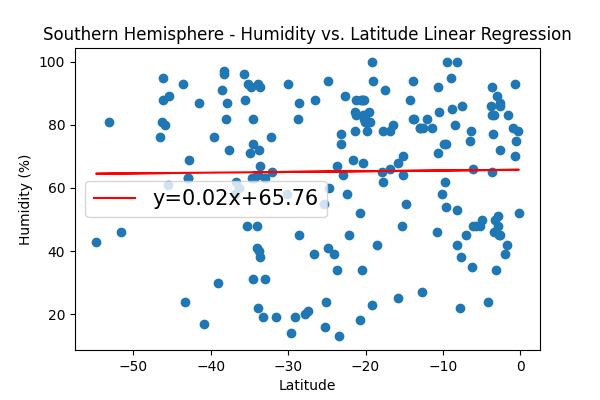 Southern Hemisphere - Humidity vs. Latitude Linear Regression
100
80
60
40
20
Humidity (%)
y=0.02x+65.76
−50
−40
−30
−20
−10
0
Latitude